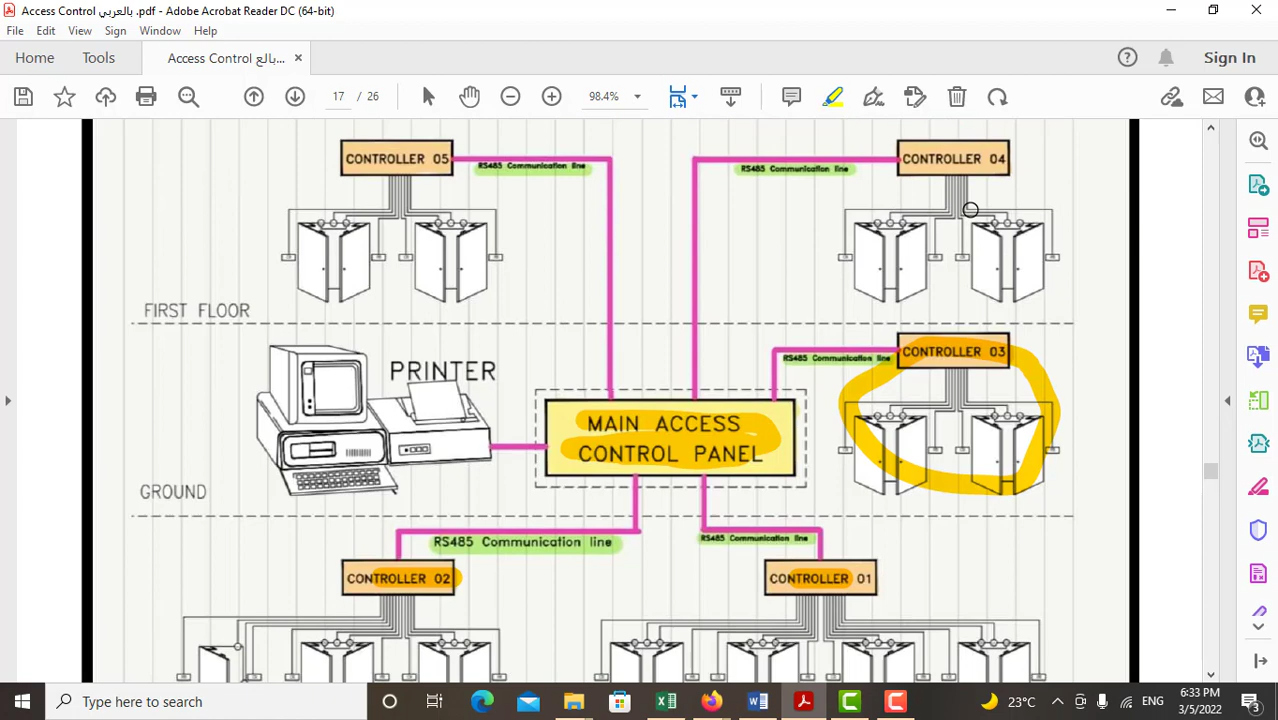 Access Control بالعربي .pdf - Adobe Acrobat Reader DC (64-bit)
File Edit View Sign Window Help
Home Tools Access Control بالع... Sign In
17 / 26 98.4%
CONTROLLER 05
RS485 Communication line
RS485 Communication line
CONTROLLER 04
FIRST FLOOR
PRINTER
RS485 Communication line
CONTROLLER 03
MAIN ACCESS
CONTROL PANEL
GROUND
RS485 Communication line
RS485 Communication line
CONTROLLER 02
CONTROLLER 01
Type here to search
23°C ENG
6:33 PM
3/5/2022
3